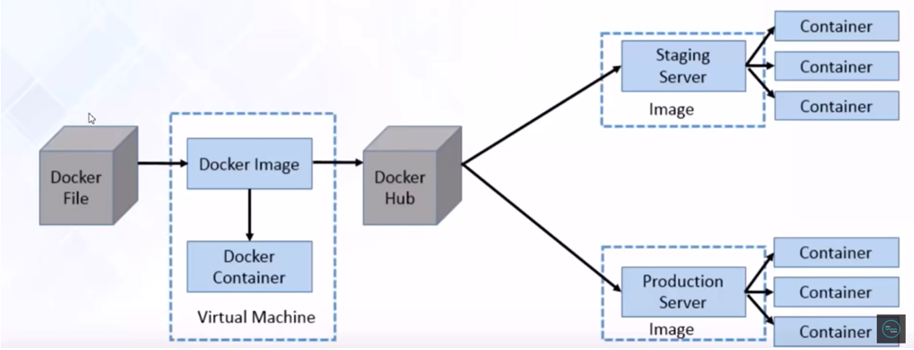 Docker
File
Docker Image
Docker
Container
Virtual Machine
Docker
Hub
Staging
Server
Image
Container
Container
Container
Production
Server
Image
Container
Container
Container